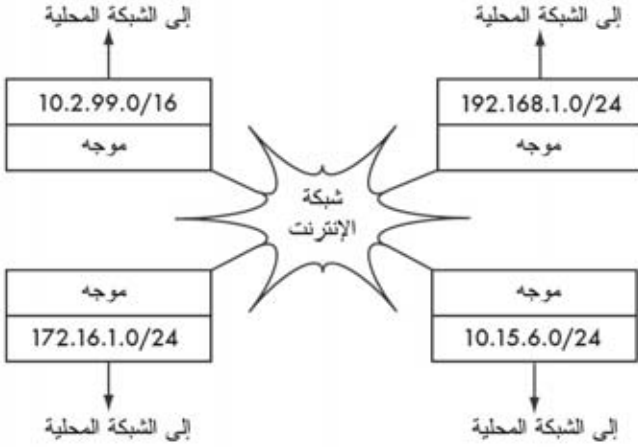 إلى الشبكة المحلية
إلى الشبكة المحلية
10.2.99.0/16
موجه
192.168.1.0/24
موجه
شبكة
الإنترنت
موجه
172.16.1.0/24
موجه
10.15.6.0/24
إلى الشبكة المحلية
إلى الشبكة المحلية